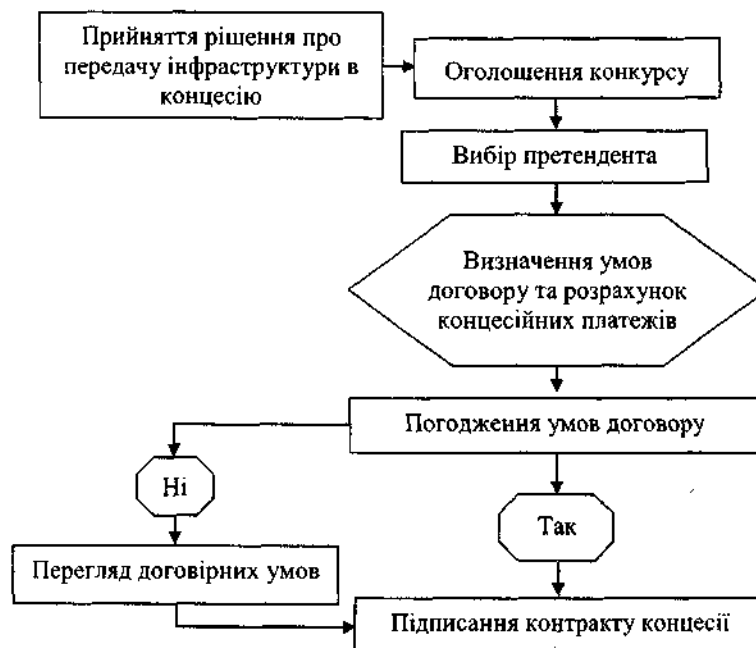 Прийняття рішення про
передачу інфраструктури в
концесію
Оголошення конкурсу
Вибір претендента
Визначення умов
договору та розрахунок
концесійних платежів
Погодження умов договору
Ні
Так
Перегляд договірних умов
Підписання контракту концесії